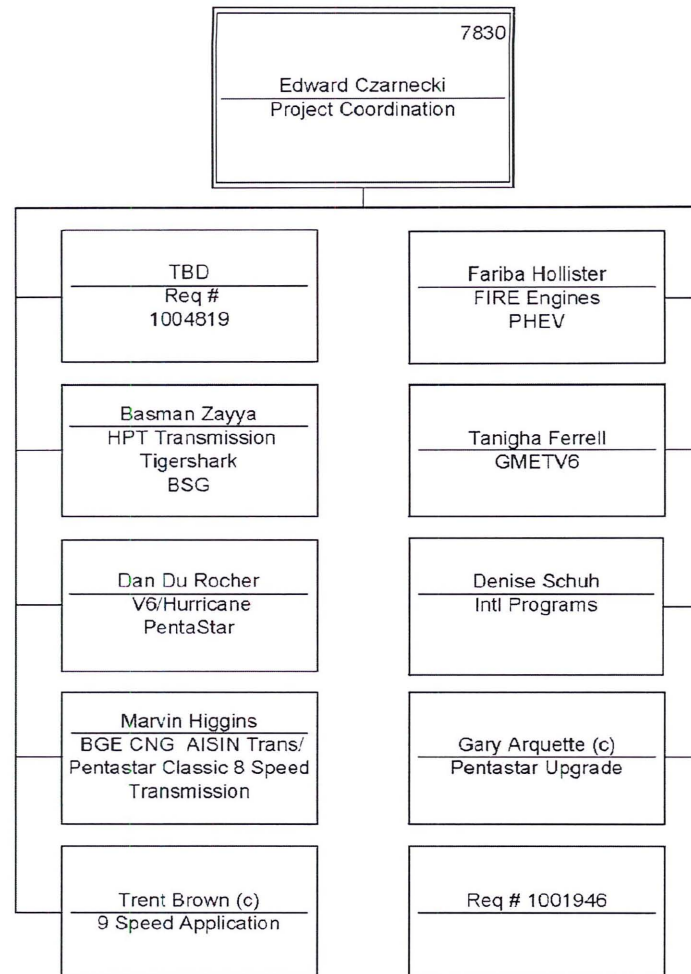 7830
Edward Czarnecki
Project Coordination
TBD
Req #
1004819
Fariba Hollister
FIRE Engines
PHEV
Basman Zayya
HPT Transmission
Tigershark
BSG
Tanigha Ferrell
GMETV6
Dan Du Rocher
V6/Hurricane
PentaStar
Denise Schuh
Intl Programs
Marvin Higgins
BGE CNG AISIN Trans/
Pentastar Classic 8 Speed
Transmission
Gary Arquette (c)
Pentastar Upgrade
Trent Brown (c)
9 Speed Application
Req # 1001946